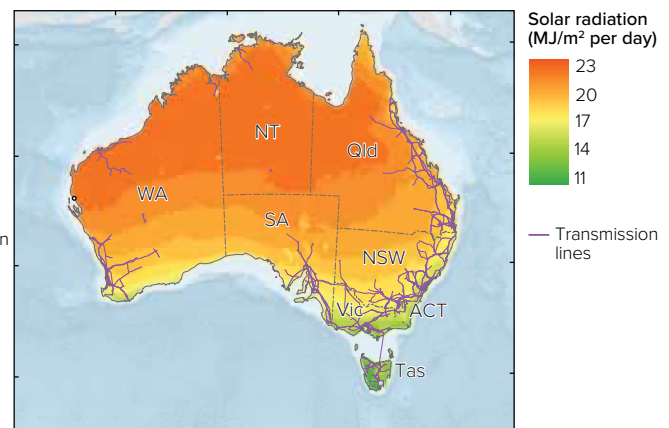 Solar radiation
(MJ/m² per day)
23
20
17
14
11
Transmission
lines
NT
Qld
WA
SA
NSW
Vic
ACT
Tas
n